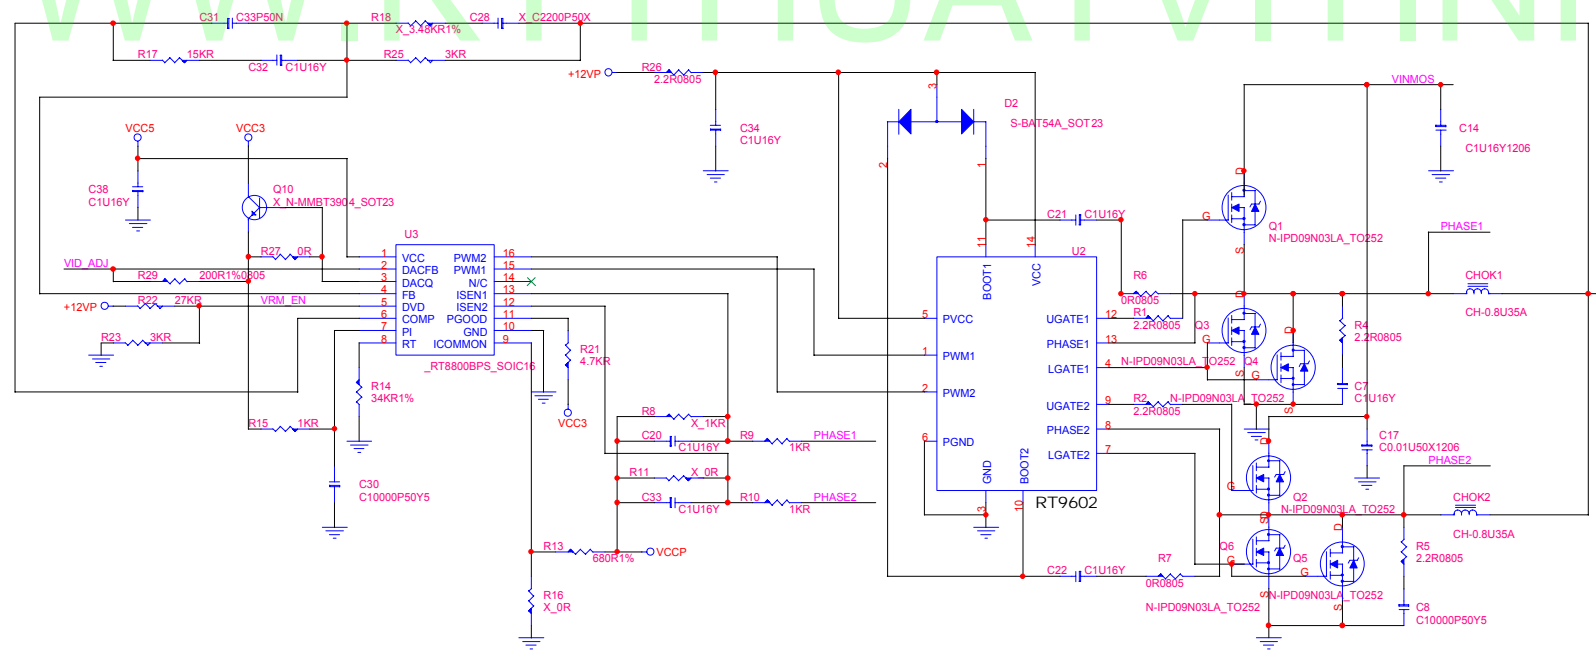 WWW.KYTHUATVITINH
C31 C33P50N R18 C28 X_C2200P50X
X_3.48KR1%
R17 15KR R25 3KR
C32 C1U16Y
+12VP R26
2.2R0805
VINMOS
3
D2
S-BAT54A_SOT23
C34
C1U16Y
C14
C1U16Y1206
VCC5 VCC3
2 1
D
C38
C1U16Y
Q10
X_N-MMBT3904_SOT23
C21 C1U16Y
G
Q1
N-IPD09N03LA_TO252
PHASE1
S
U3
11 14
U2
R27 0R
1 VCC PWM2 16
VID_ADJ
2 DACFB PWM1 15
R29 200R1%0805
3 DACQ N/C 14
4 FB ISEN1 13
+12VP R22 27KR VRM_EN
5 DVD ISEN2 12
6 COMP PGOOD 11
7 PI GND 10
8 RT ICOMMON 9
_RT8800BPS_SOIC16
R23 3KR
BOOT1 VCC
R6
0R0805
D
CHOK1
CH-0.8U35A
5 PVCC UGATE1 12
R1
2.2R0805
Q3
G
D
R4
2.2R0805
PHASE1 13
1 PWM1
LGATE1 4
N-IPD09N03LA_TO252 Q4
S G
R21
4.7KR
R14
34KR1%
C7
C1U16Y
2 PWM2
UGATE2 9
R2
2.2R0805
N-IPD09N03LA_TO252
S
VCC3
R8
X_1KR
R15 1KR
PHASE2 8
C20
C1U16Y
R9
1KR
PHASE1
6 PGND
D
C17
C0.01U50X1206
LGATE2 7
PHASE2
R11 X_0R
GND BOOT2
C30
C10000P50Y5
C33
C1U16Y
R10
1KR
PHASE2
G
Q2
N-IPD09N03LA_TO252
3 10
RT9602
CHOK2
CH-0.8U35A
S D
D
R13
680R1%
VCCP
Q6
G
Q5
G
R5
2.2R0805
C22 C1U16Y
R7
0R0805
R16
X_0R
N-IPD09N03LA_TO252
S
N-IPD09N03LA_TO252
S
C8
C10000P50Y5